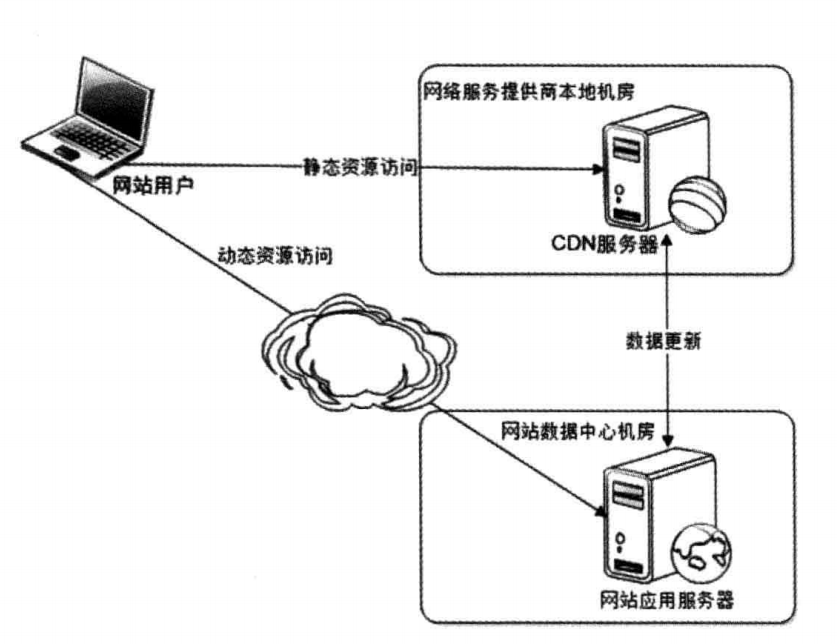 网络服务提供商本地机房
静态资源访问
网站用户
CDN服务器
动态资源访问
数据更新
网站数据中心机房
网站应用服务器